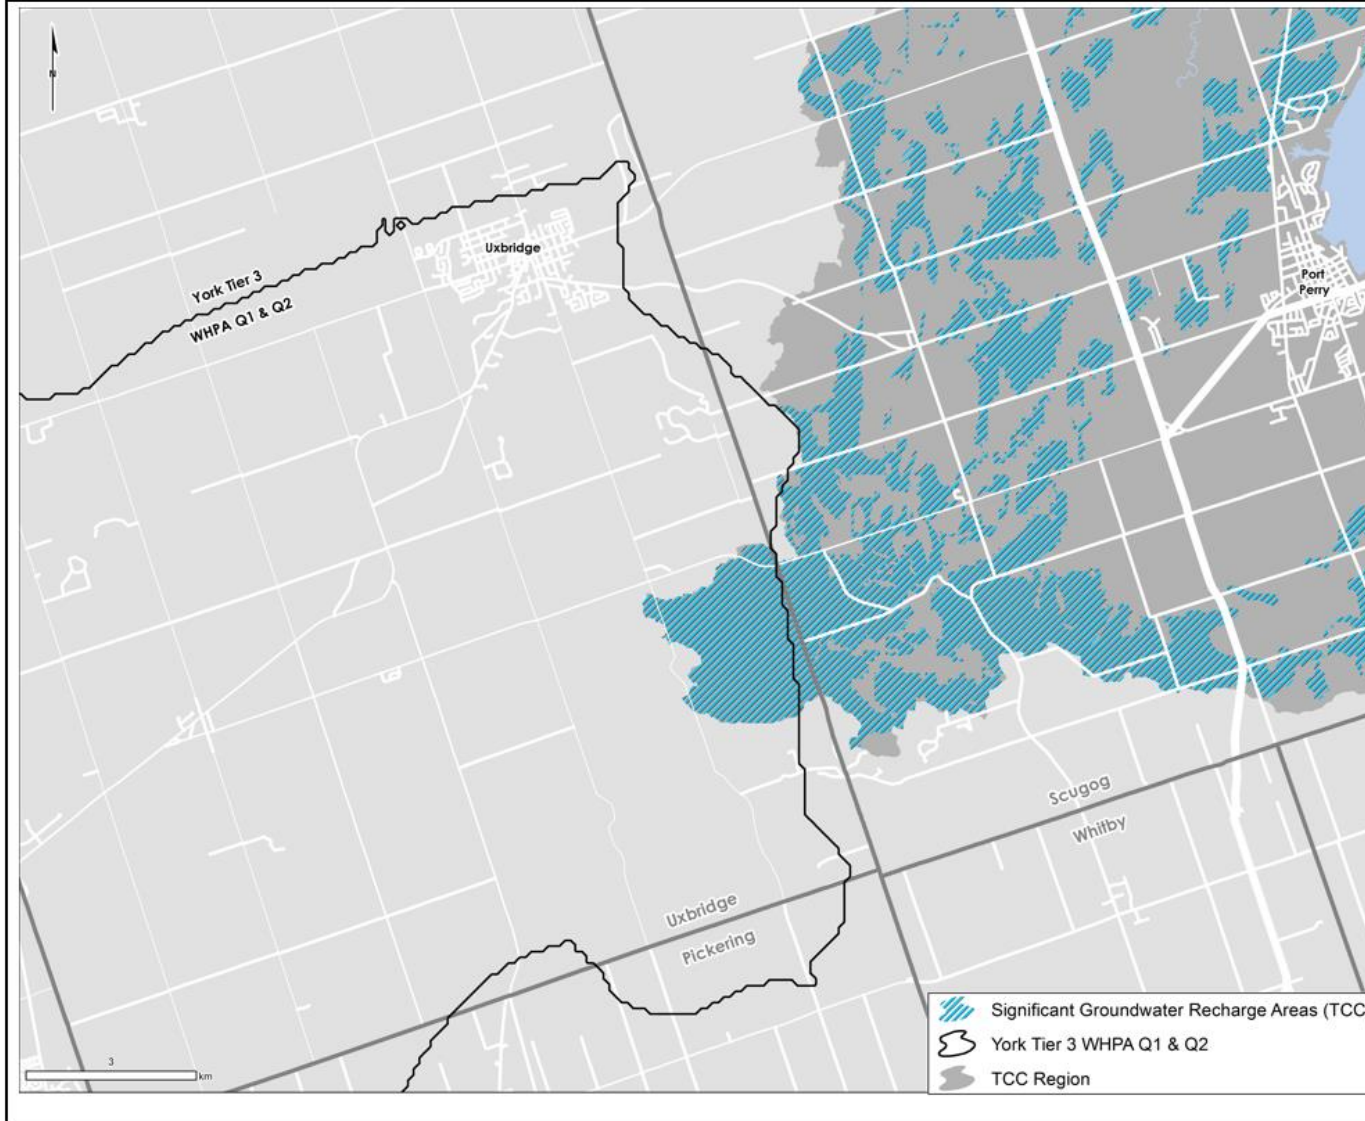 N
Uxbridge
York Tier 3
WHPA Q1 & Q2
Port
Perry
Scugog
Whitby
Uxbridge
Pickering
3
km
Significant Groundwater Recharge Areas (TCC
York Tier 3 WHPA Q1 & Q2
TCC Region